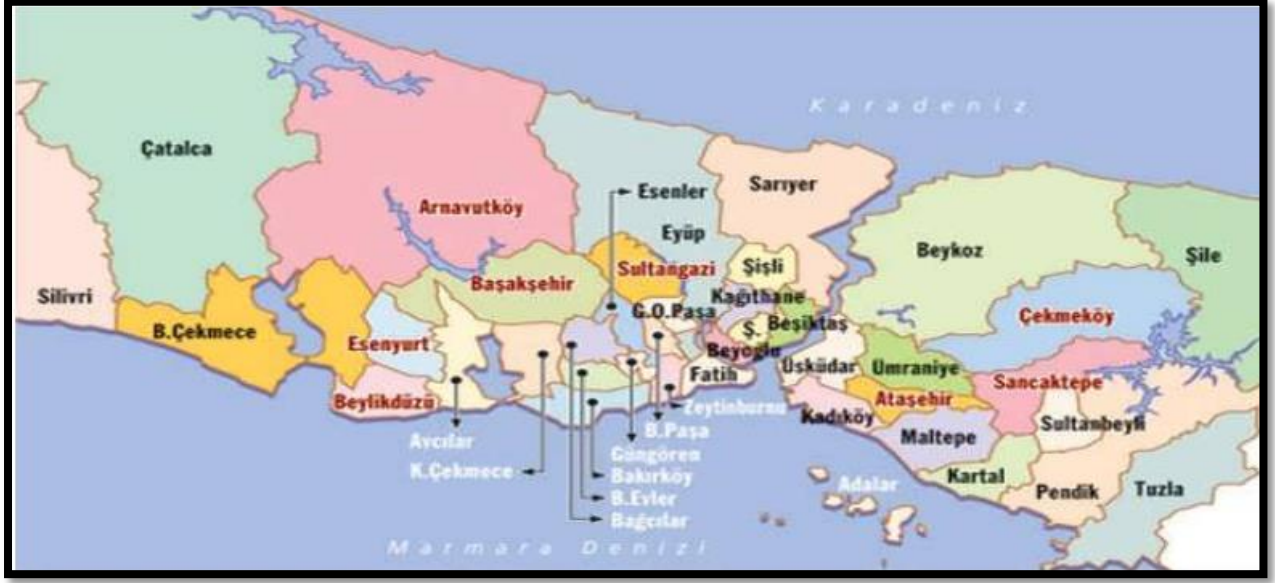 Karadeniz
Çatalca
Esenler
Sarıyer
Arnavutköy
Eyüp
Beykoz
Şile
Sultangazi
Şişli
Başakşehir
Silivri
Kağıthane
G.O.Paşa
Çekmeköy
B.Çekmece
Ş.
Beşiktaş
Esenyurt
Beyoğlu
Üsküdar
Ümraniye
Fatih
Sancaktepe
Beylikdüzü
Ataşehir
Zeytinburnu
Kadıköy
Sultanbeyli
B.Paşa
Maltepe
Avcılar
Güngören
K.Çekmece
Bakırköy
Kartal
Adalar
Pendik
Tuzla
B.Evler
Bağcılar
Marmara Denizi